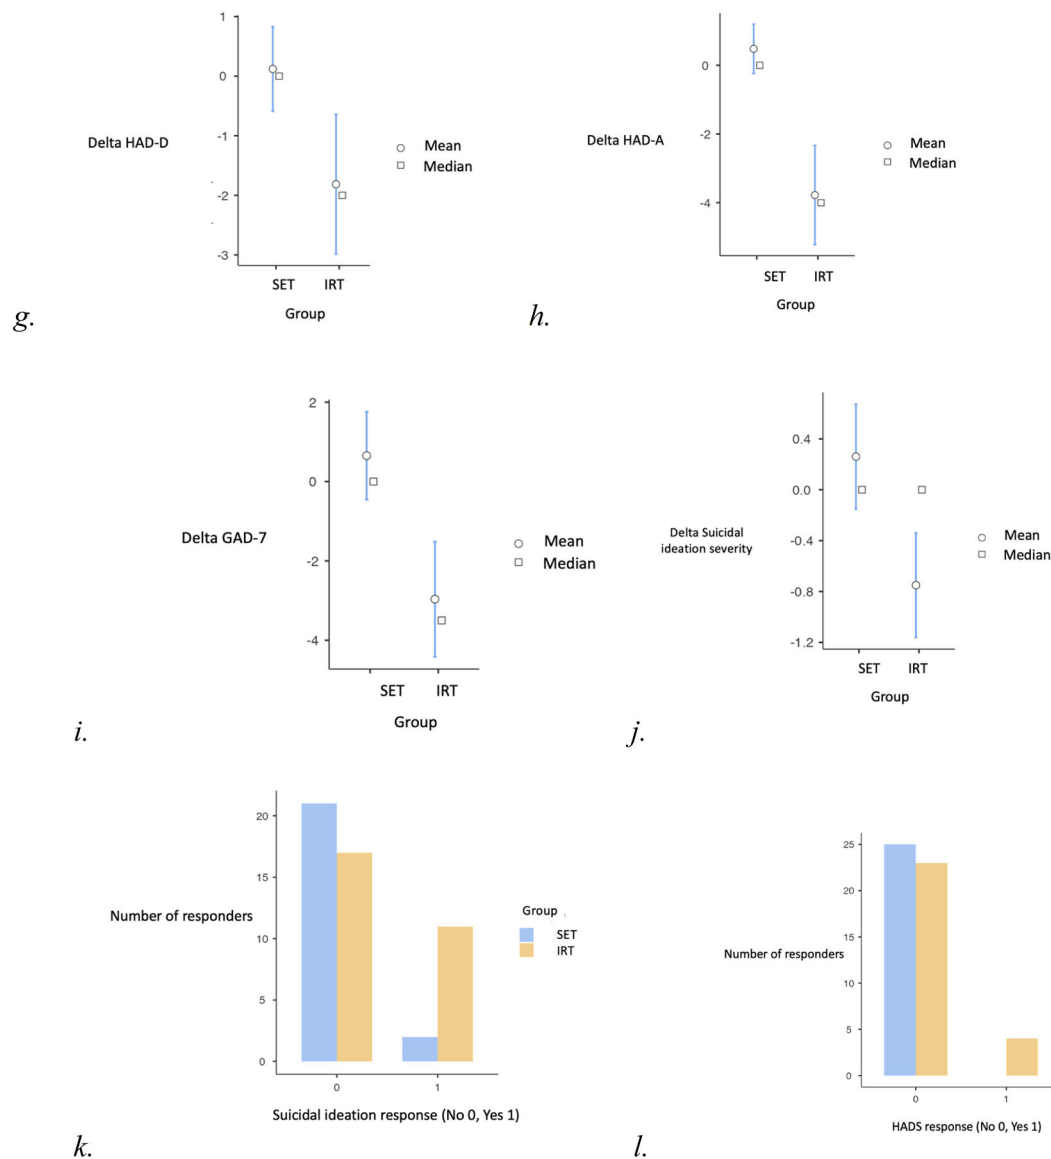 1
0
-1
-2
-3
Delta HAD-D
Mean
Median
SET IRT
Group
g.
0
-2
-4
Delta HAD-A
Mean
Median
SET IRT
Group
h.
2
0
-2
-4
Delta GAD-7
Mean
Median
SET IRT
Group
i.
0.4
0.0
-0.4
-0.8
-1.2
Delta Suicidal
ideation severity
Mean
Median
SET IRT
Group
j.
20
15
10
5
0
Number of responders
Group
SET
IRT
0 1
Suicidal ideation response (No 0, Yes 1)
k.
25
20
15
10
5
0
Number of responders
0 1
HADS response (No 0, Yes 1)
l.